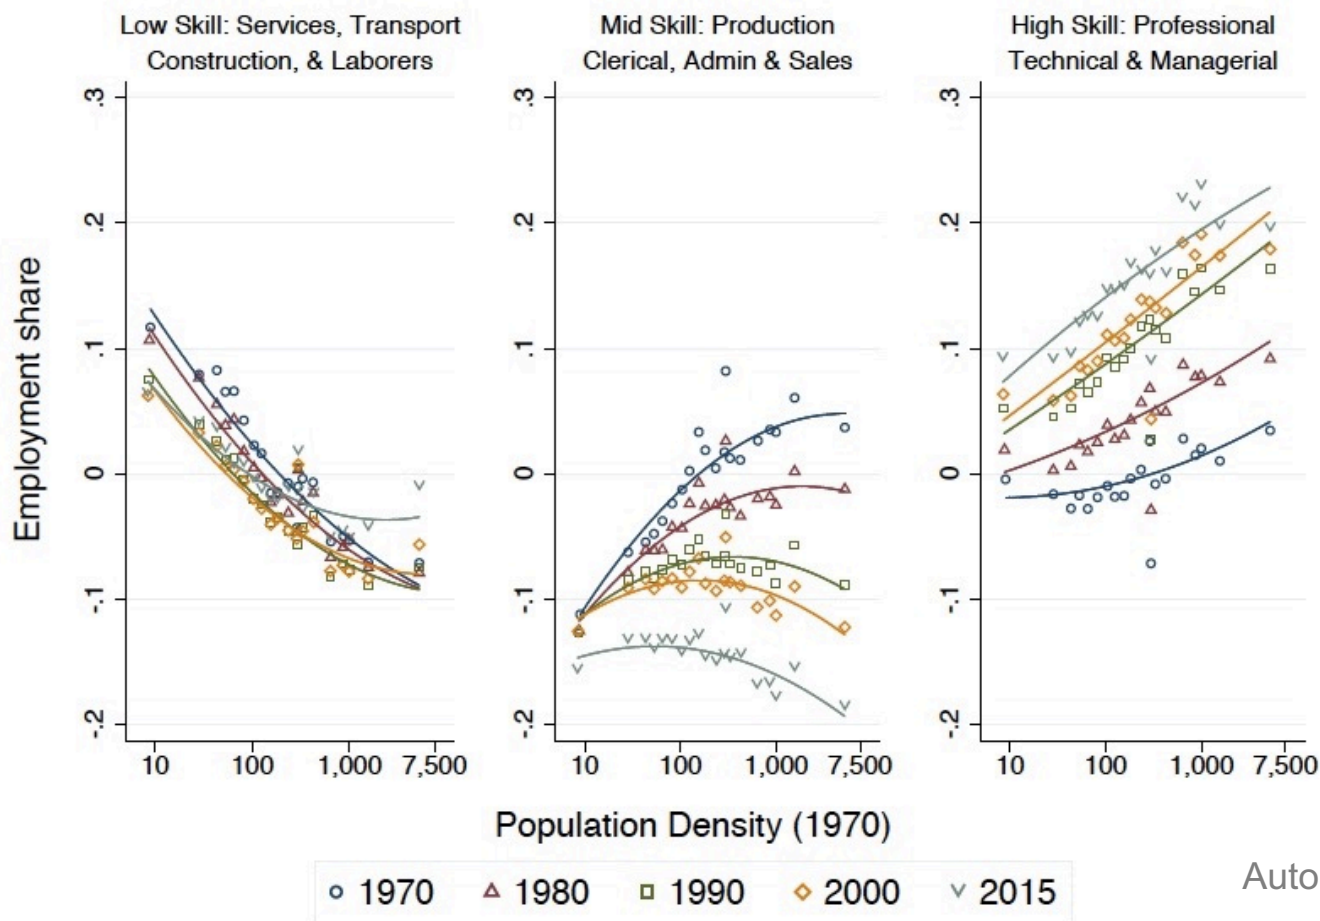 Low Skill: Services, Transport
Construction, & Laborers
Mid Skill: Production
Clerical, Admin & Sales
High Skill: Professional
Technical & Managerial
Employment share
.3
.2
.1
0
-.1
-.2
10 100 1,000 7,500
.3
.2
.1
0
-.1
-.2
10 100 1,000 7,500
.3
.2
.1
0
-.1
-.2
10 100 1,000 7,500
Population Density (1970)
1970 1980 1990 2000 2015
Auto